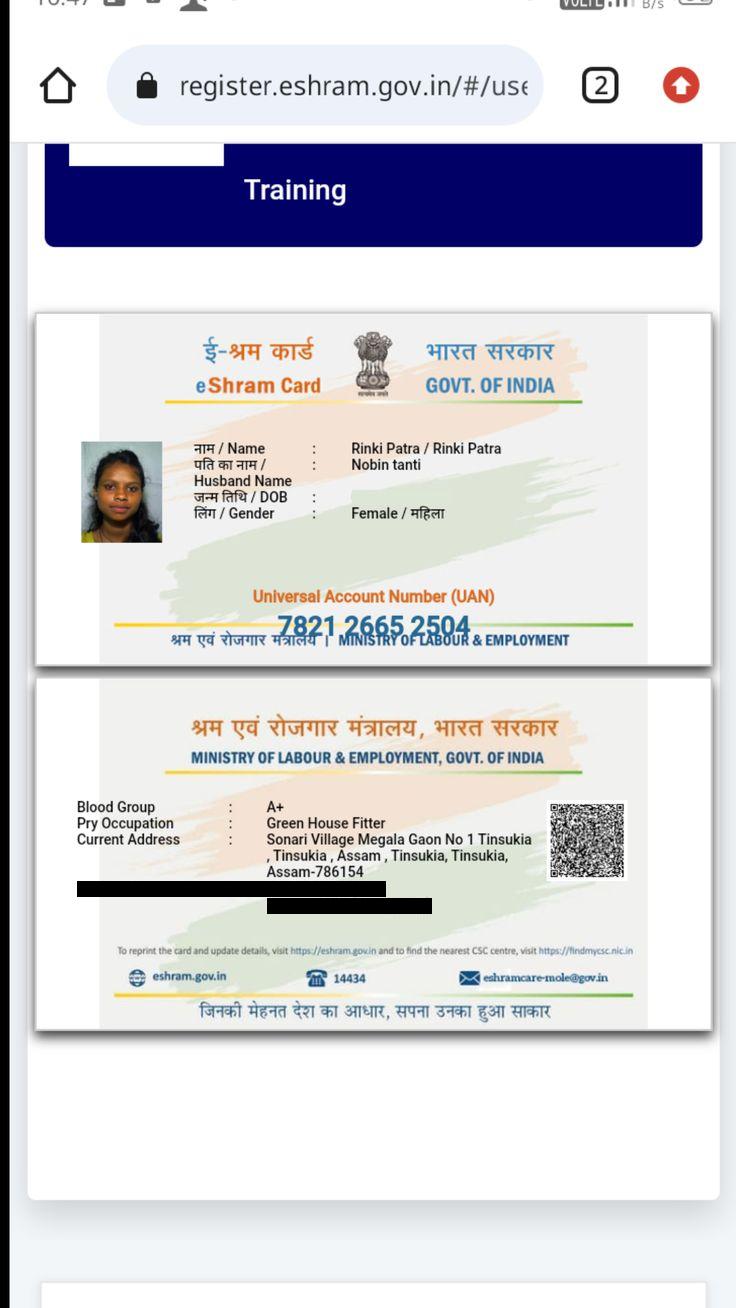 register.eshram.gov.in/#/use
2
Training
ई-श्रम कार्ड
eShram Card
भारत सरकार
GOVT. OF INDIA
नाम / Name : Rinki Patra / Rinki Patra
पति का नाम / : Nobin tanti
Husband Name
जन्म तिथि / DOB :
लिंग / Gender : Female / महिला
Universal Account Number (UAN)
7821 2665 2504
श्रम एवं रोजगार मंत्रालय | MINISTRY OF LABOUR & EMPLOYMENT
श्रम एवं रोजगार मंत्रालय, भारत सरकार
MINISTRY OF LABOUR & EMPLOYMENT, GOVT. OF INDIA
Blood Group : A+
Pry Occupation : Green House Fitter
Current Address : Sonari Village Megala Gaon No 1 Tinsukia
, Tinsukia , Assam , Tinsukia, Tinsukia,
Assam-786154
To reprint the card and update details, visit https://eshram.gov.in and to find the nearest CSC centre, visit https://findmycsc.nic.in
eshram.gov.in 14434 eshramcare-mole@gov.in
जिनकी मेहनत देश का आधार, सपना उनका हुआ साकार